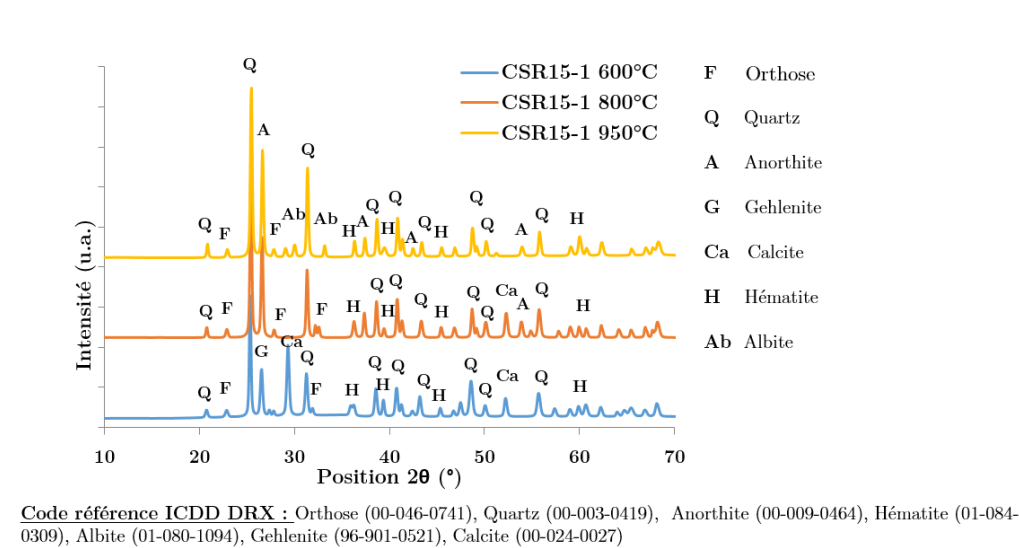 CSR15-1 600°C
CSR15-1 800°C
CSR15-1 950°C
F Orthose
Q Quartz
A Anorthite
G Gehlenite
Ca Calcite
H Hématite
Ab Albite
Intensité (u.a.)
Q
A
Q
Q F F Ab Ab H A Q H Q A Q H Q Q A Q H
Q F F F H Q H Q Q H Q Q Ca A Q H
Q F G Ca Q F H Q H Q Q H Q Q Ca Q H
10 20 30 40 50 60 70
Position 2θ (°)
Code référence ICDD DRX : Orthose (00-046-0741), Quartz (00-003-0419), Anorthite (00-009-0464), Hématite (01-084-
0309), Albite (01-080-1094), Gehlenite (96-901-0521), Calcite (00-024-0027)